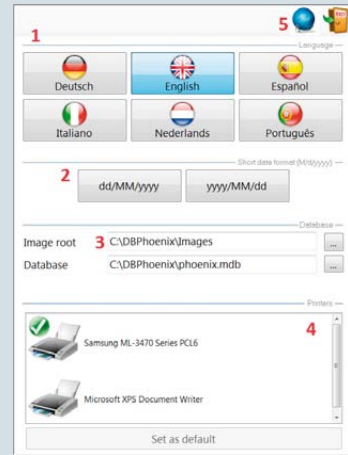 5
1
Language
Deutsch English Español
Italiano Nederlands Português
Short date format (M/d/yyyy)
2
dd/MM/yyyy yyyy/MM/dd
Database
Image root 3 C:\DBPhoenix\Images ...
Database C:\DBPhoenix\phoenix.mdb ...
Printers
4
Samsung ML-3470 Series PCL6
Microsoft XPS Document Writer
Set as default